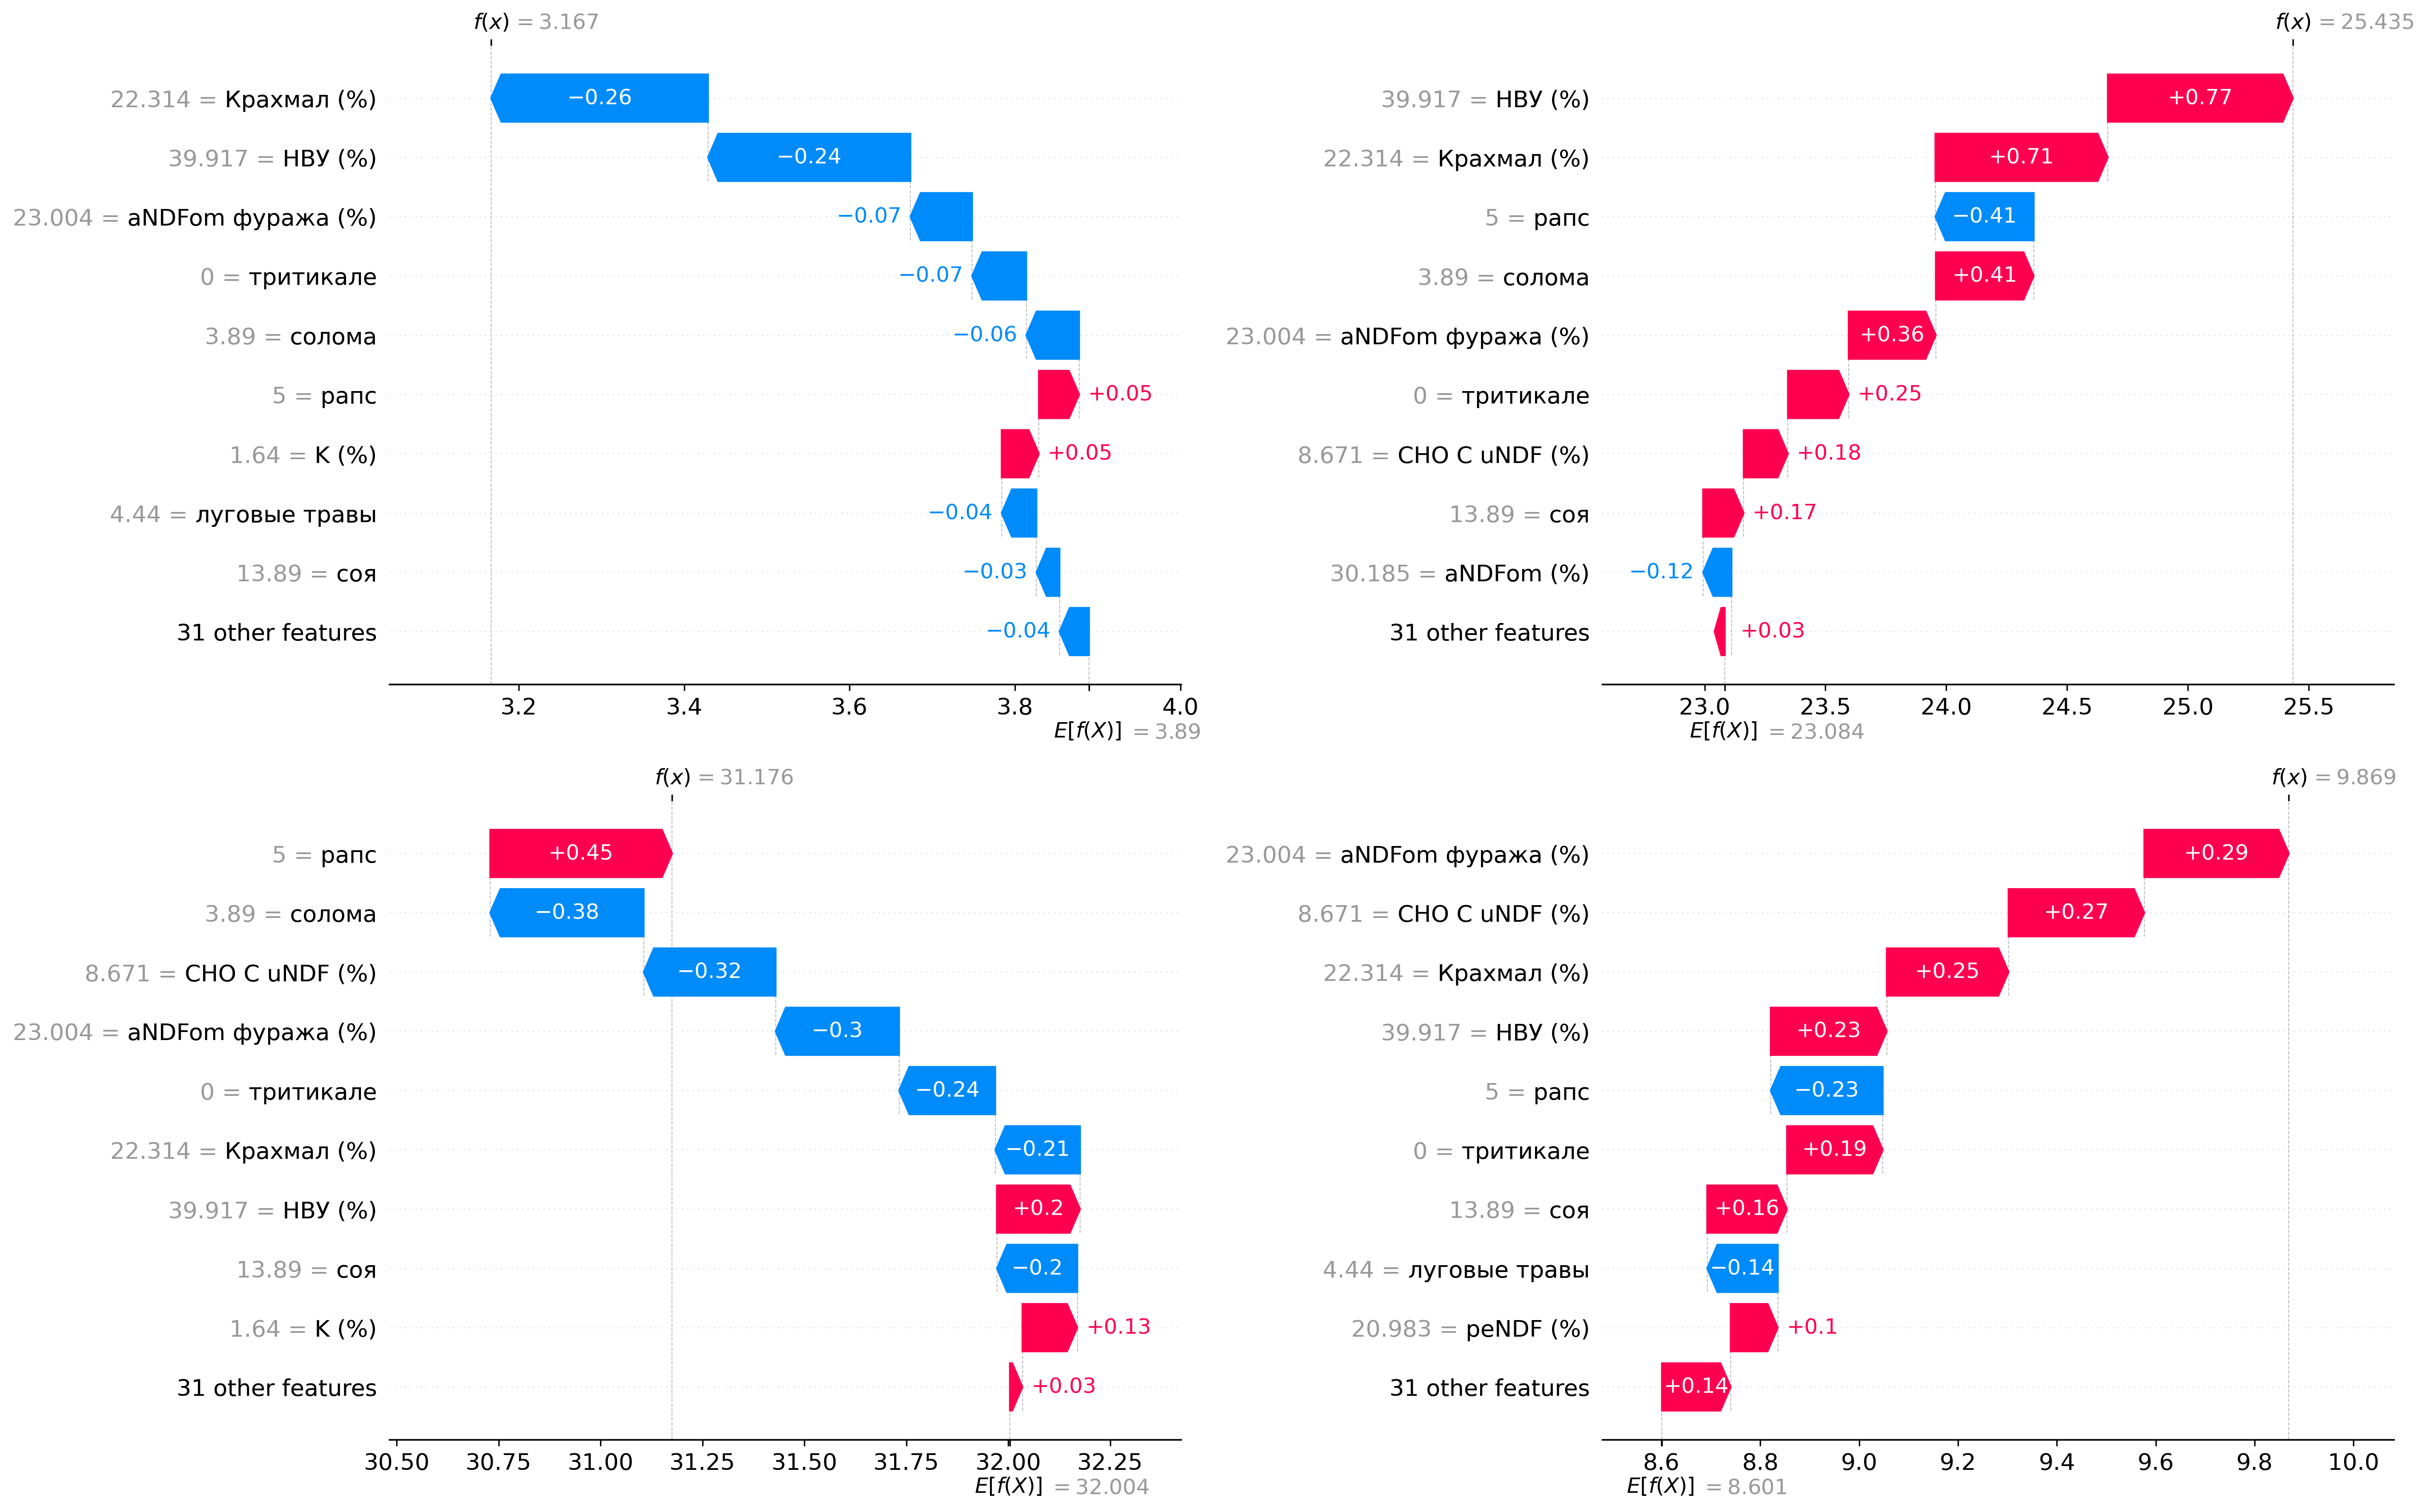 f(x) = 3.167
22.314 = Крахмал (%)
−0.26
39.917 = НВУ (%)
−0.24
23.004 = aNDFom фуража (%)
−0.07
0 = тритикале
−0.07
3.89 = солома
−0.06
5 = рапс
+0.05
1.64 = K (%)
+0.05
4.44 = луговые травы
−0.04
13.89 = соя
−0.03
31 other features
−0.04
3.2 3.4 3.6 3.8 4.0
E[f(X)] = 3.89
f(x) = 25.435
39.917 = НВУ (%)
+0.77
22.314 = Крахмал (%)
+0.71
5 = рапс
−0.41
3.89 = солома
+0.41
23.004 = aNDFom фуража (%)
+0.36
0 = тритикале
+0.25
8.671 = CHO C uNDF (%)
+0.18
13.89 = соя
+0.17
30.185 = aNDFom (%)
−0.12
31 other features
+0.03
23.0 23.5 24.0 24.5 25.0 25.5
E[f(X)] = 23.084
f(x) = 31.176
5 = рапс
+0.45
3.89 = солома
−0.38
8.671 = CHO C uNDF (%)
−0.32
23.004 = aNDFom фуража (%)
−0.3
0 = тритикале
−0.24
22.314 = Крахмал (%)
−0.21
39.917 = НВУ (%)
+0.2
13.89 = соя
−0.2
1.64 = K (%)
+0.13
31 other features
+0.03
30.50 30.75 31.00 31.25 31.50 31.75 32.00 32.25
E[f(X)] = 32.004
f(x) = 9.869
23.004 = aNDFom фуража (%)
+0.29
8.671 = CHO C uNDF (%)
+0.27
22.314 = Крахмал (%)
+0.25
39.917 = НВУ (%)
+0.23
5 = рапс
−0.23
0 = тритикале
+0.19
13.89 = соя
+0.16
4.44 = луговые травы
−0.14
20.983 = peNDF (%)
+0.1
31 other features
+0.14
8.6 8.8 9.0 9.2 9.4 9.6 9.8 10.0
E[f(X)] = 8.601